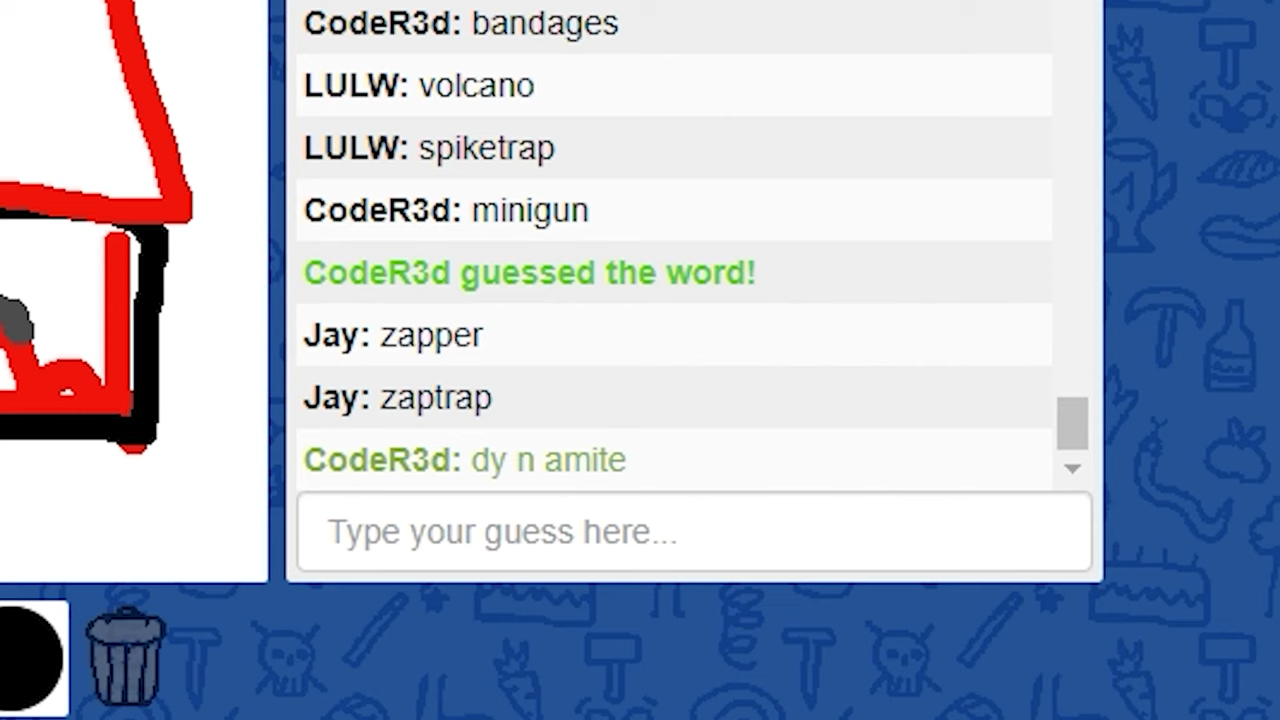 CodeR3d: bandages
LULW: volcano
LULW: spiketrap
CodeR3d: minigun
CodeR3d guessed the word!
Jay: zapper
Jay: zaptrap
CodeR3d: dy n amite
Type your guess here...